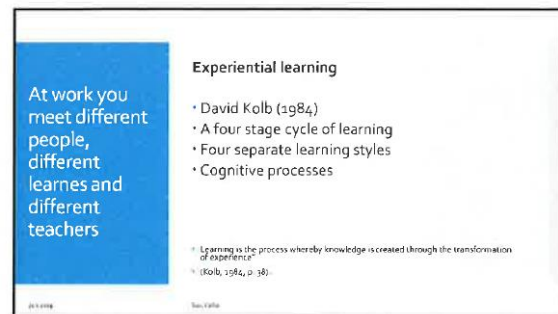 At work you
meet different
people,
different
learnes and
different
teachers
Experiential learning
• David Kolb (1984)
• A four stage cycle of learning
• Four separate learning styles
• Cognitive processes
Learning is the process whereby knowledge is created through the transformation
of experience"
(Kolb, 1984, p. 38)